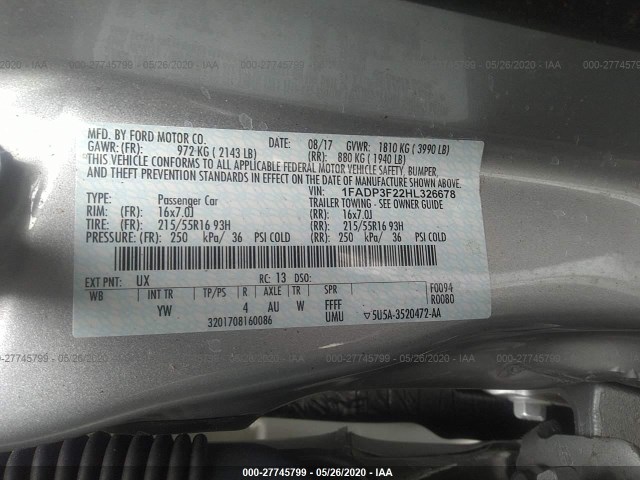 000-27745799 - 05/26/2020 - IAA
MFD. BY FORD MOTOR CO. DATE: 08/17 GVWR: 1810 KG ( 3990 LB)
GAWR: (FR): 972 KG ( 2143 LB) (RR): 880 KG ( 1940 LB)
THIS VEHICLE CONFORMS TO ALL APPLICABLE FEDERAL MOTOR VEHICLE SAFETY, BUMPER,
AND THEFT PREVENTION STANDARDS IN EFFECT ON THE DATE OF MANUFACTURE SHOWN ABOVE.
VIN: 1FADP3F22HL326678
TYPE: Passenger Car TRAILER TOWING - SEE OWNER GUIDE
RIM: (FR): 16x7.0J (RR): 16x7.0J
TIRE: (FR): 215/55R16 93H (RR): 215/55R16 93H
PRESSURE: (FR): 250 kPa/ 36 PSI COLD (RR): 250 kPa/ 36 PSI COLD
EXT PNT: UX RC: 13 DSO: F0094
WB INT TR TP/PS R AXLE TR SPR R0080
YW 4 AU W FFFF
3201708160086 UMU ▽5U5A-3520472-AA
000-27745799 - 05/26/2020 - IAA